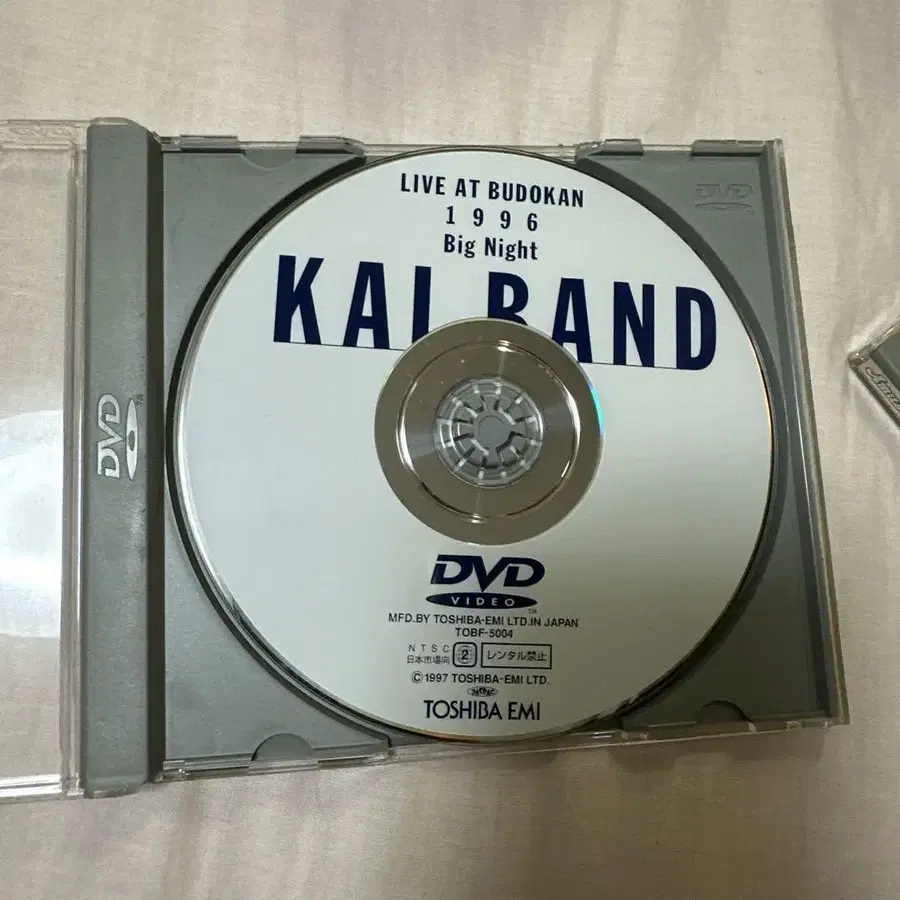 LIVE AT BUDOKAN
1996
Big Night
KAI BAND
DVD
VIDEO
TM
MFD.BY TOSHIBA-EMI LTD.IN JAPAN
TOBF-5004
NTSC
日本市場向
2
レンタル禁止
Ⓒ1997 TOSHIBA-EMI LTD.
TOSHIBA EMI
DVD
DVD